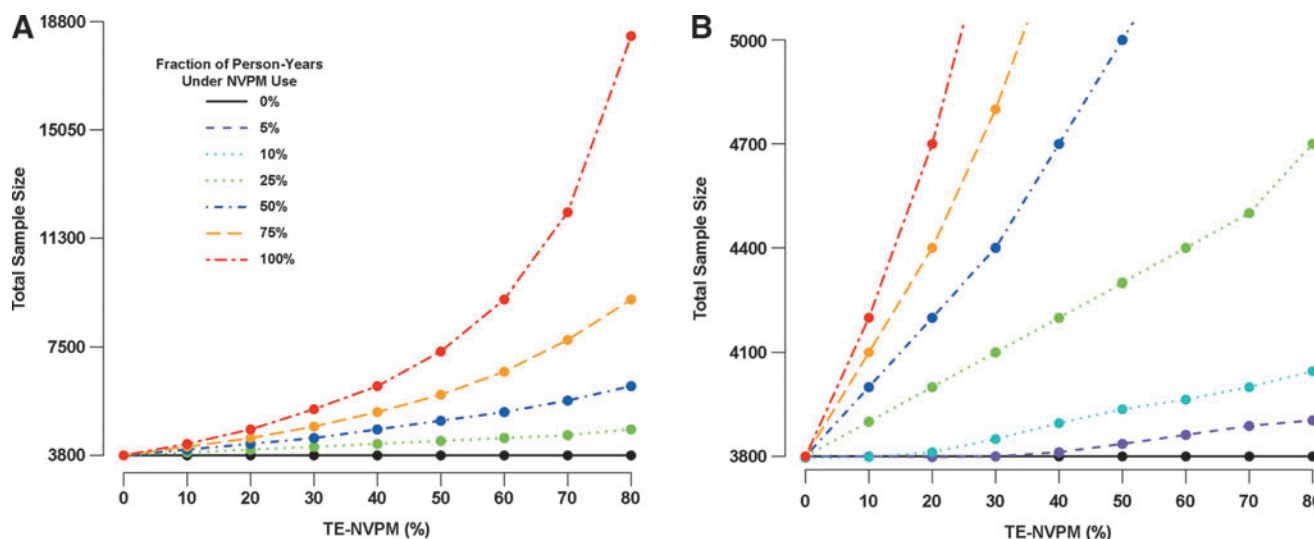 A
Total Sample Size
18800
15050
11300
7500
3800
Fraction of Person-Years
Under NVPM Use
0%
5%
10%
25%
50%
75%
100%
0 10 20 30 40 50 60 70 80
TE-NVPM (%)
B
Total Sample Size
5000
4700
4400
4100
3800
0 10 20 30 40 50 60 70 80
TE-NVPM (%)